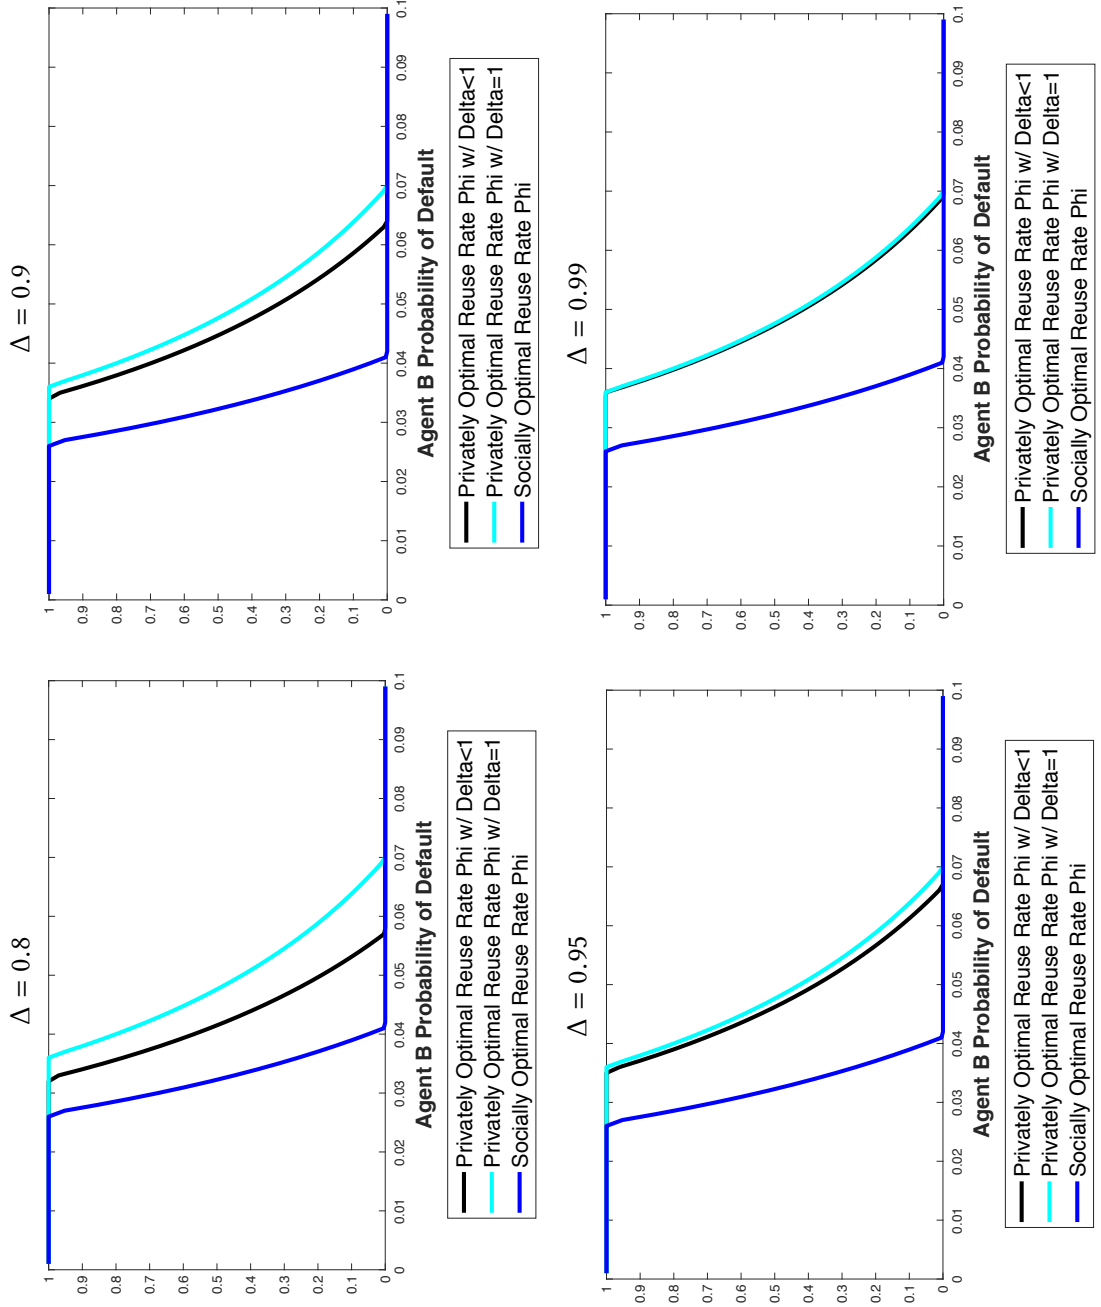 Δ = 0.8
1
0.9
0.8
0.7
0.6
0.5
0.4
0.3
0.2
0.1
0
0 0.01 0.02 0.03 0.04 0.05 0.06 0.07 0.08 0.09 0.1
Agent B Probability of Default
Privately Optimal Reuse Rate Phi w/ Delta<1
Privately Optimal Reuse Rate Phi w/ Delta=1
Socially Optimal Reuse Rate Phi
Δ = 0.9
1
0.9
0.8
0.7
0.6
0.5
0.4
0.3
0.2
0.1
0
0 0.01 0.02 0.03 0.04 0.05 0.06 0.07 0.08 0.09 0.1
Agent B Probability of Default
Privately Optimal Reuse Rate Phi w/ Delta<1
Privately Optimal Reuse Rate Phi w/ Delta=1
Socially Optimal Reuse Rate Phi
Δ = 0.95
1
0.9
0.8
0.7
0.6
0.5
0.4
0.3
0.2
0.1
0
0 0.01 0.02 0.03 0.04 0.05 0.06 0.07 0.08 0.09 0.1
Agent B Probability of Default
Privately Optimal Reuse Rate Phi w/ Delta<1
Privately Optimal Reuse Rate Phi w/ Delta=1
Socially Optimal Reuse Rate Phi
Δ = 0.99
1
0.9
0.8
0.7
0.6
0.5
0.4
0.3
0.2
0.1
0
0 0.01 0.02 0.03 0.04 0.05 0.06 0.07 0.08 0.09 0.1
Agent B Probability of Default
Privately Optimal Reuse Rate Phi w/ Delta<1
Privately Optimal Reuse Rate Phi w/ Delta=1
Socially Optimal Reuse Rate Phi